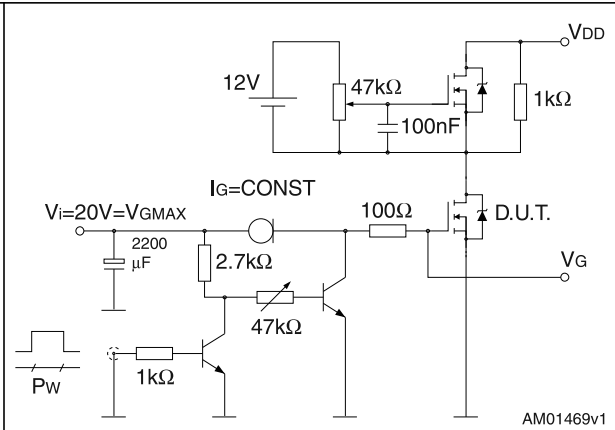 VDD
12V
47kΩ
1kΩ
100nF
IG=CONST
Vi=20V=VGMAX
100Ω
D.U.T.
2200
μF
2.7kΩ
VG
47kΩ
1kΩ
PW
AM01469v1